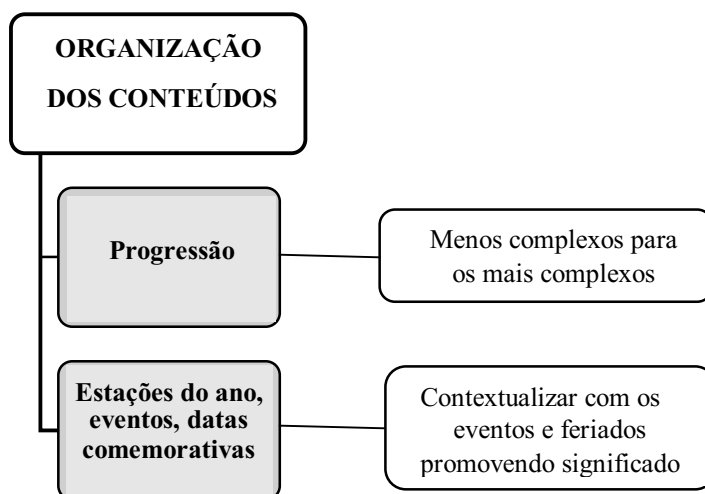 ORGANIZAÇÃO
DOS CONTEÚDOS
Progressão
Menos complexos para
os mais complexos
Estações do ano,
eventos, datas
comemorativas
Contextualizar com os
eventos e feriados
promovendo significado